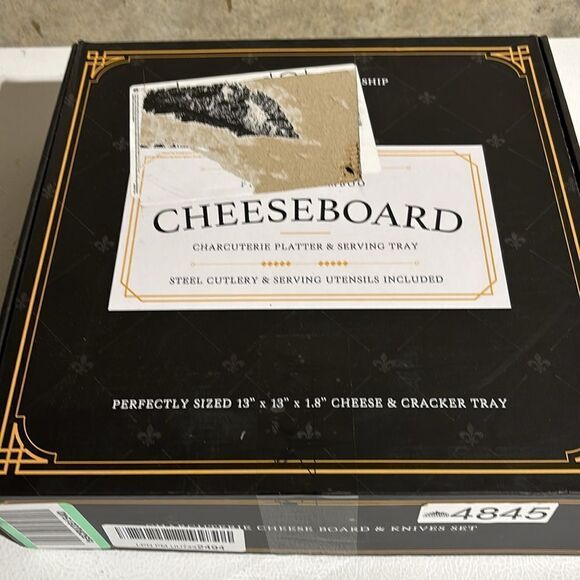 SHIP
CHEESEBOARD
CHARCUTERIE PLATTER & SERVING TRAY
STEEL CUTLERY & SERVING UTENSILS INCLUDED
PERFECTLY SIZED 13" x 13" x 1.8" CHEESE & CRACKER TRAY
4845
CHEESE BOARD & KNIVES SET